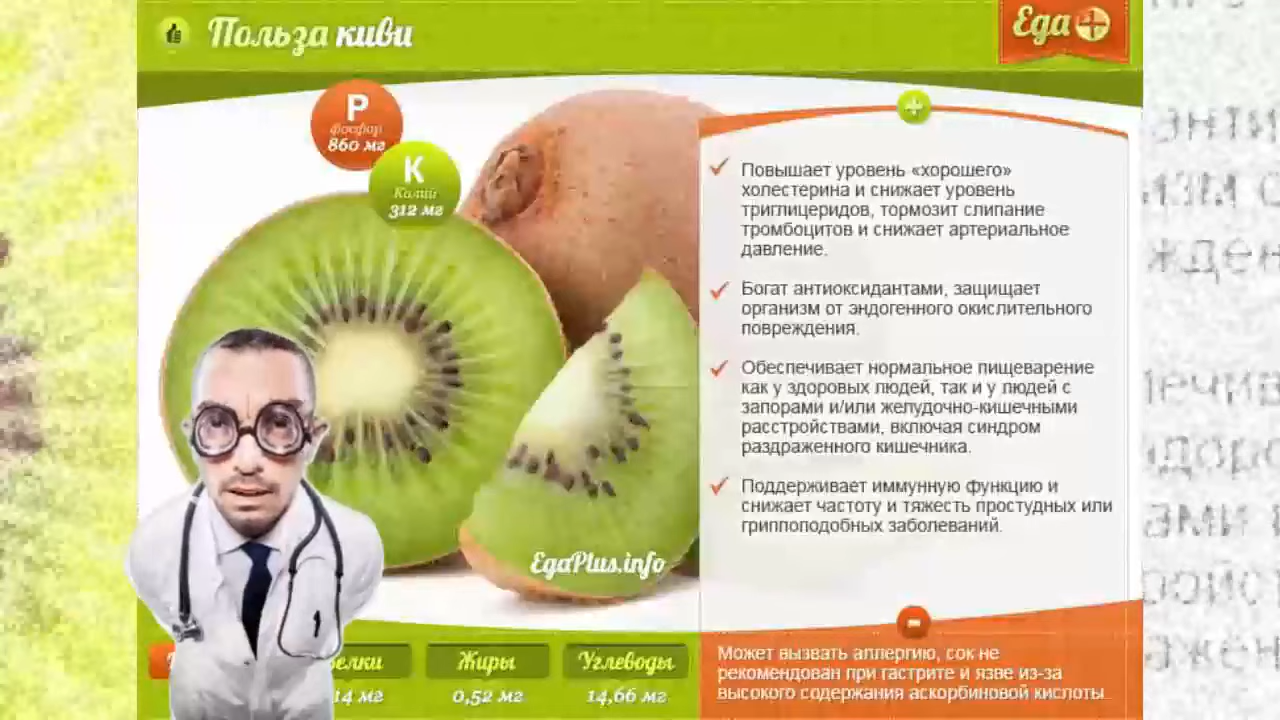 Польза киви
Еда
P
фосфор
860 мг
K
Калий
312 мг
Повышает уровень «хорошего»
холестерина и снижает уровень
триглицеридов, тормозит слипание
тромбоцитов и снижает артериальное
давление.
Богат антиоксидантами, защищает
организм от эндогенного окислительного
повреждения.
Обеспечивает нормальное пищеварение
как у здоровых людей, так и у людей с
запорами и/или желудочно-кишечными
расстройствами, включая синдром
раздраженного кишечника.
Поддерживает иммунную функцию и
снижает частоту и тяжесть простудных или
гриппоподобных заболеваний.
EgaPlus.info
Жиры
0,52 мг
Углеводы
14,66 мг
Может вызвать аллергию, сок не
рекомендован при гастрите и язве из-за
высокого содержания аскорбиновой кислоты